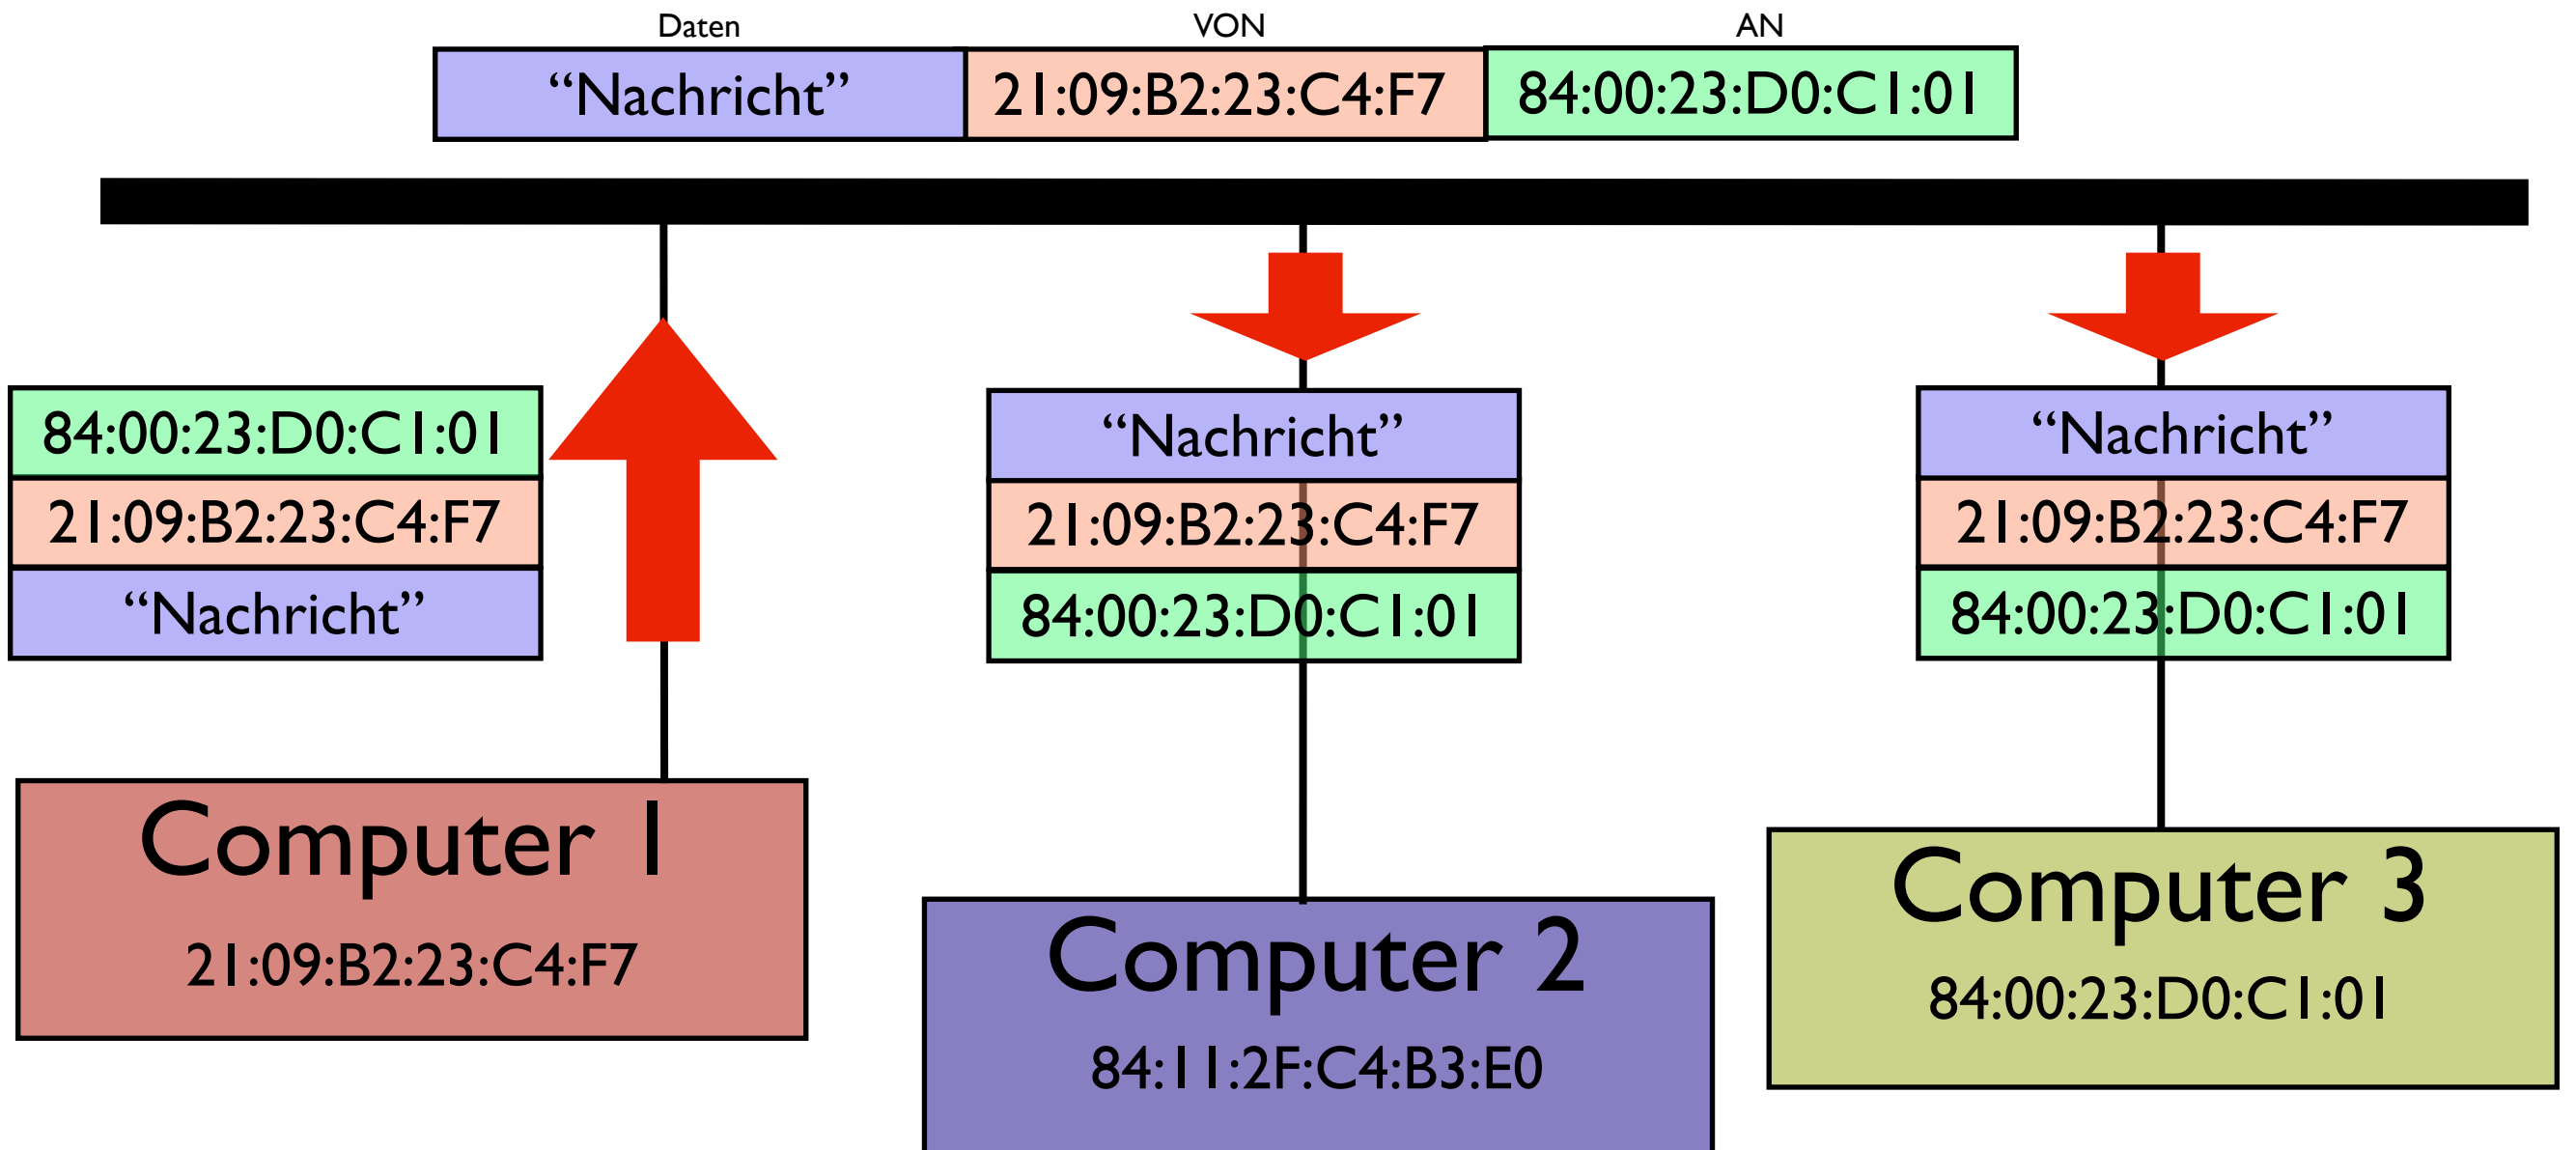 Daten VON AN
“Nachricht” 21:09:B2:23:C4:F7 84:00:23:D0:C1:01
84:00:23:D0:C1:01
21:09:B2:23:C4:F7
“Nachricht”
“Nachricht”
21:09:B2:23:C4:F7
84:00:23:D0:C1:01
“Nachricht”
21:09:B2:23:C4:F7
84:00:23:D0:C1:01
Computer 1
21:09:B2:23:C4:F7
Computer 2
84:11:2F:C4:B3:E0
Computer 3
84:00:23:D0:C1:01